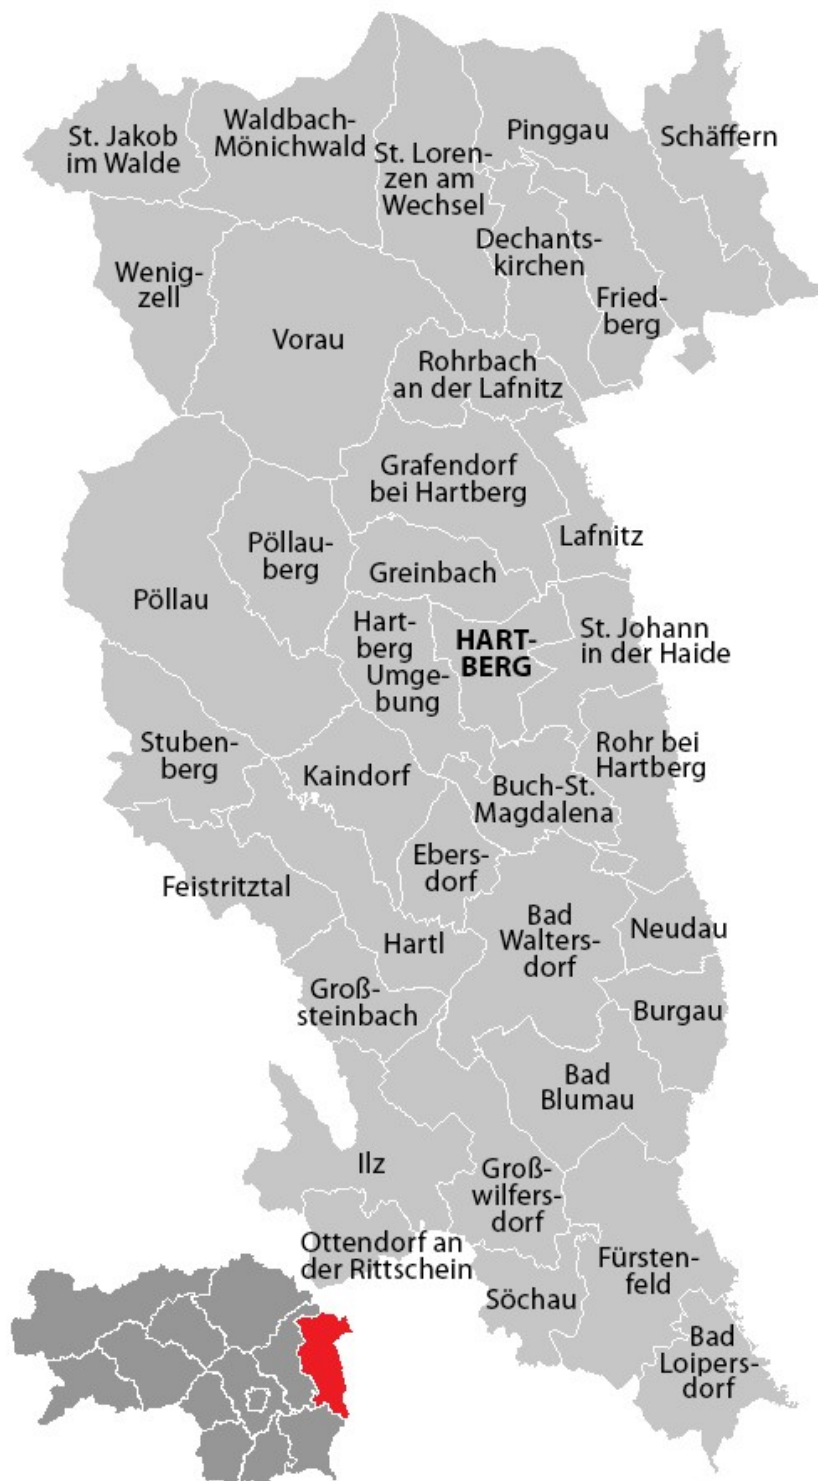 St. Jakob
im Walde
Waldbach-
Mönichwald
St. Loren-
zen am
Wechsel
Pinggau
Schäffern
Dechants-
kirchen
Wenig-
zell
Fried-
berg
Vorau
Rohrbach
an der Lafnitz
Grafendorf
bei Hartberg
Lafnitz
Pöllau-
berg
Greinbach
Pöllau
Hart-
berg
Umge-
bung
HART-
BERG
St. Johann
in der Haide
Stuben-
berg
Kaindorf
Rohr bei
Hartberg
Buch-St.
Magdalena
Ebers-
dorf
Feistritztal
Bad
Walters-
dorf
Neudau
Hartl
Groß-
steinbach
Burgau
Bad
Blumau
Ilz
Groß-
wilfers-
dorf
Ottendorf an
der Rittschein
Fürsten-
feld
Söchau
Bad
Loipers-
dorf